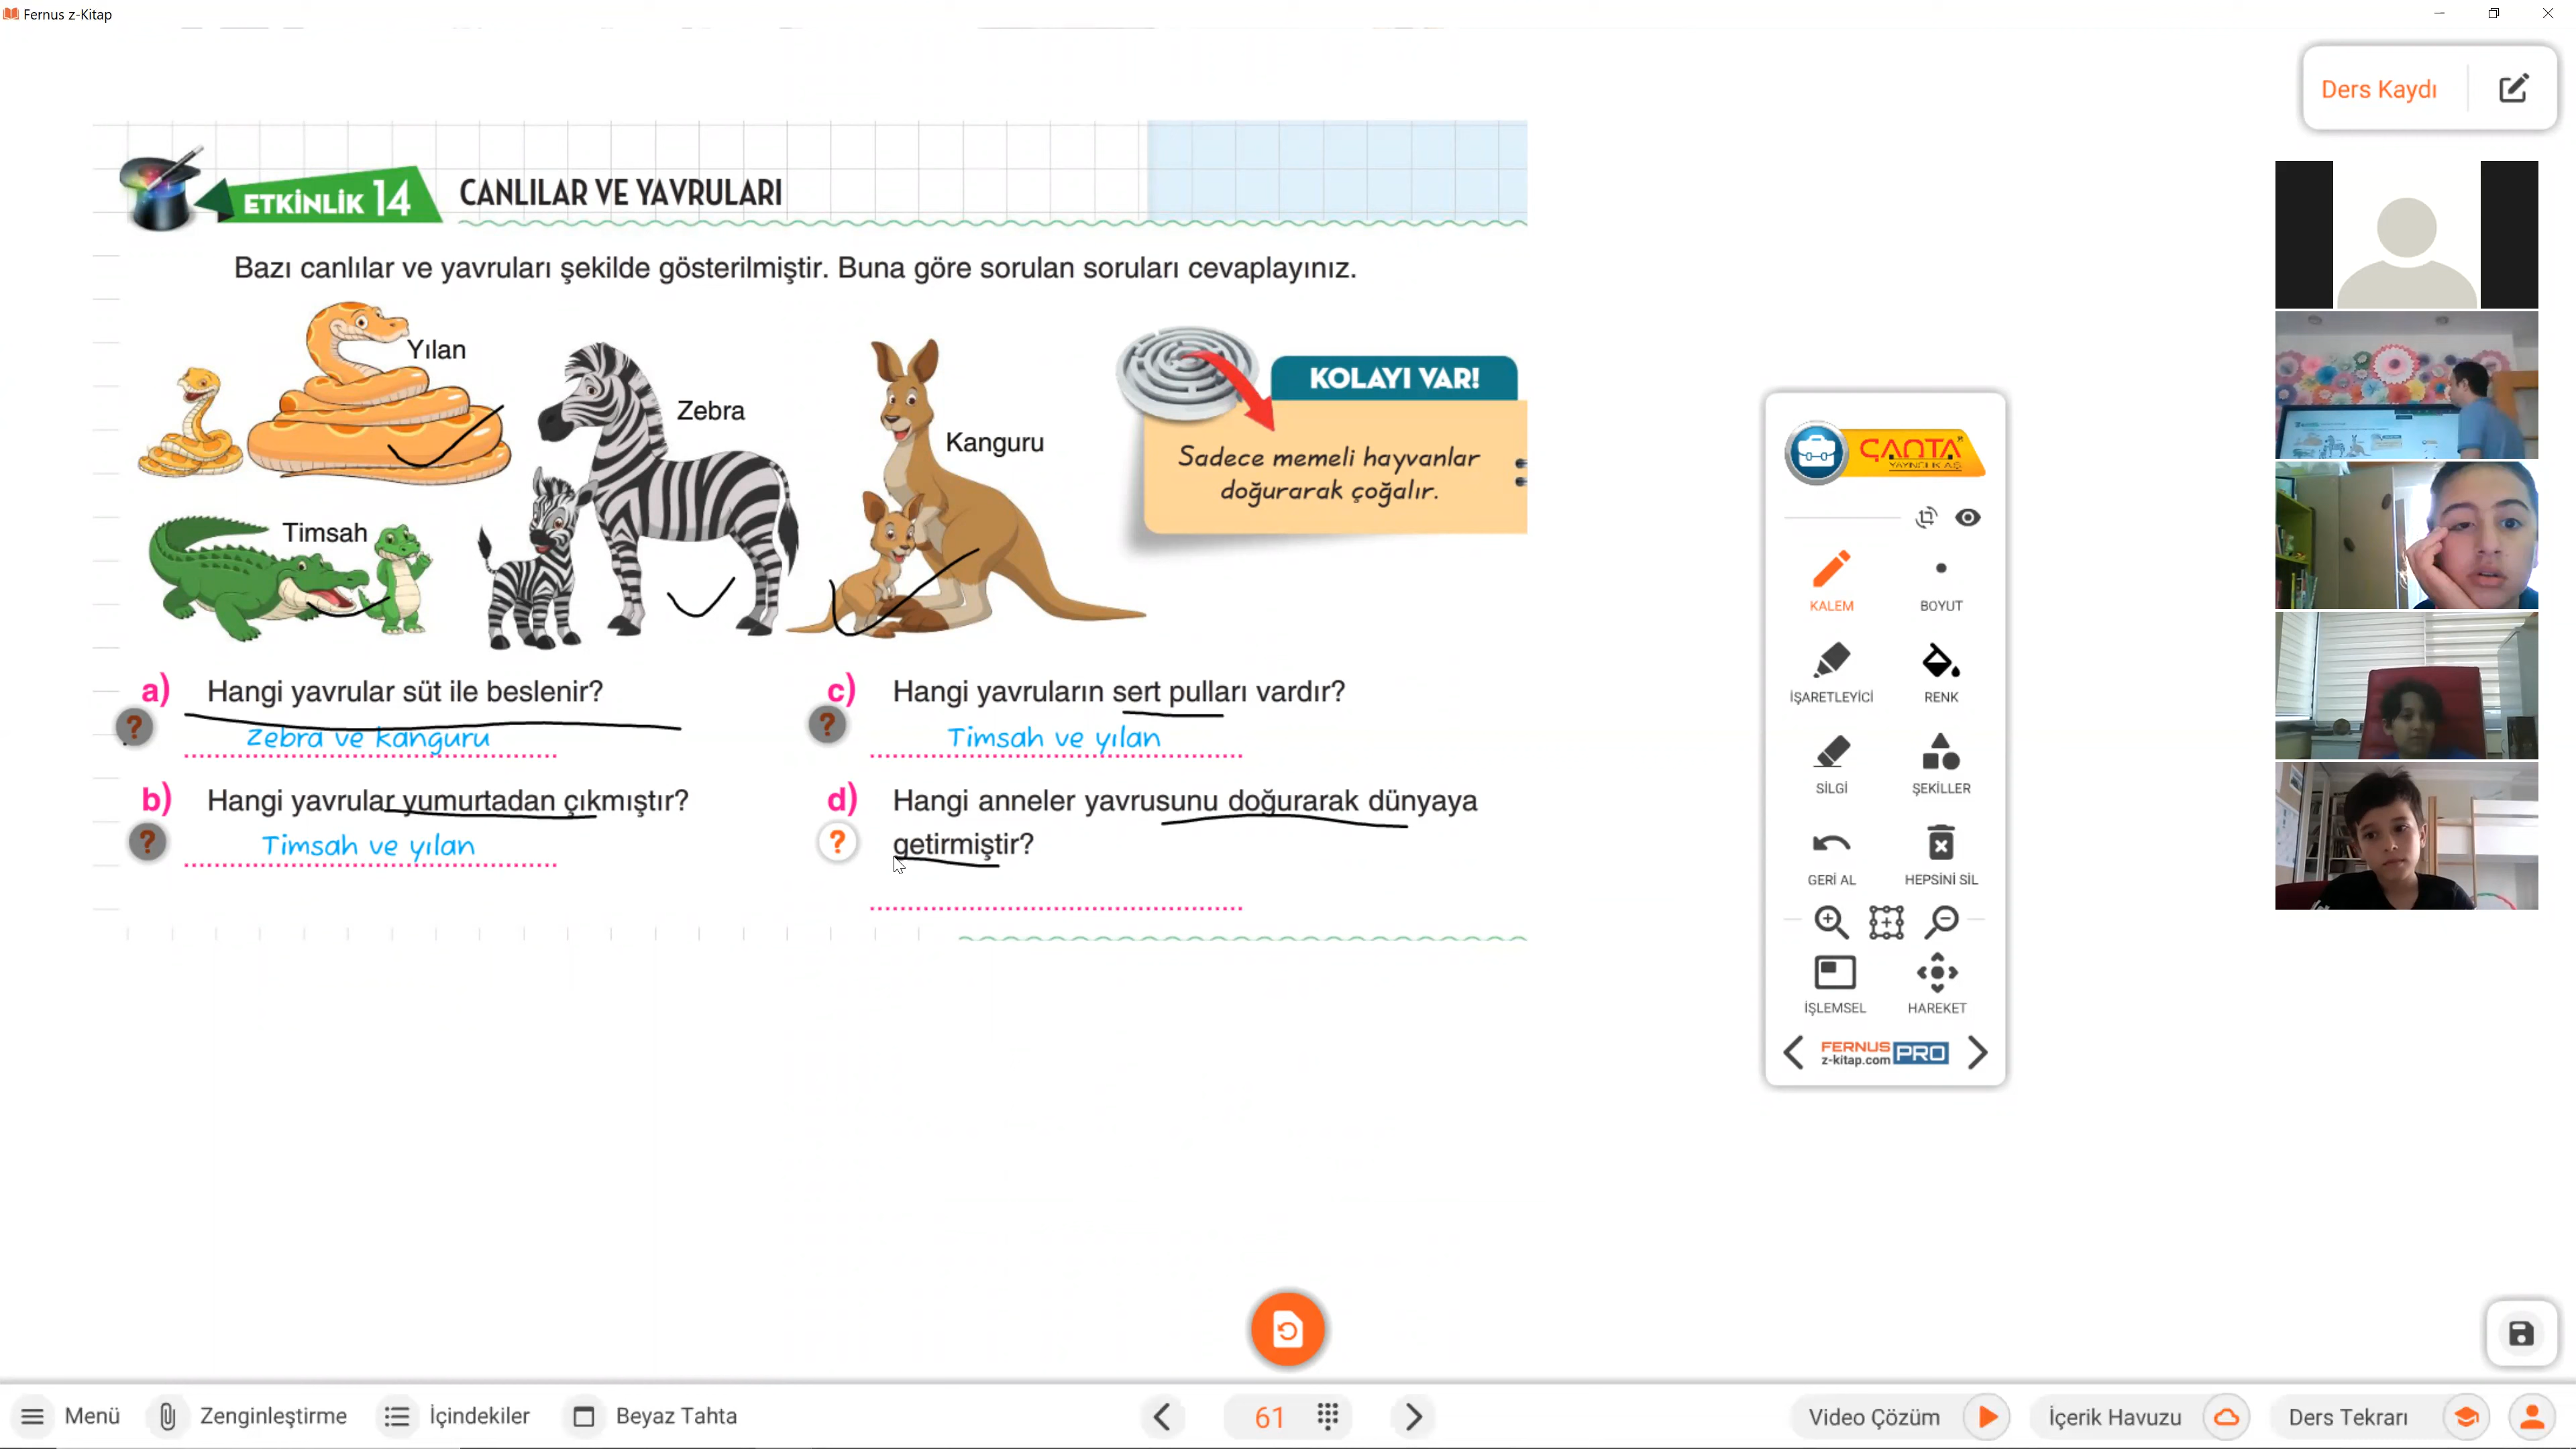 Fernus z-Kitap
Ders Kaydı
ETKİNLİK 14
CANLILAR VE YAVRULARI
Bazı canlılar ve yavruları şekilde gösterilmiştir. Buna göre sorulan soruları cevaplayınız.
Yılan
Zebra
Kanguru
Timsah
KOLAYI VAR!
Sadece memeli hayvanlar
doğurarak çoğalır.
a) Hangi yavrular süt ile beslenir?
? Zebra ve kanguru
b) Hangi yavrular yumurtadan çıkmıştır?
? Timsah ve yılan
c) Hangi yavruların sert pulları vardır?
? Timsah ve yılan
d) Hangi anneler yavrusunu doğurarak dünyaya
? getirmiştir?
ÇANTA
YAYINCILIK A.Ş.
KALEM BOYUT
İŞARETLEYİCİ RENK
SİLGİ ŞEKİLLER
GERİ AL HEPSİNİ SİL
İŞLEMSEL HAREKET
FERNUS PRO
z-kitap.com
Menü Zenginleştirme İçindekiler Beyaz Tahta 61 Video Çözüm İçerik Havuzu Ders Tekrarı